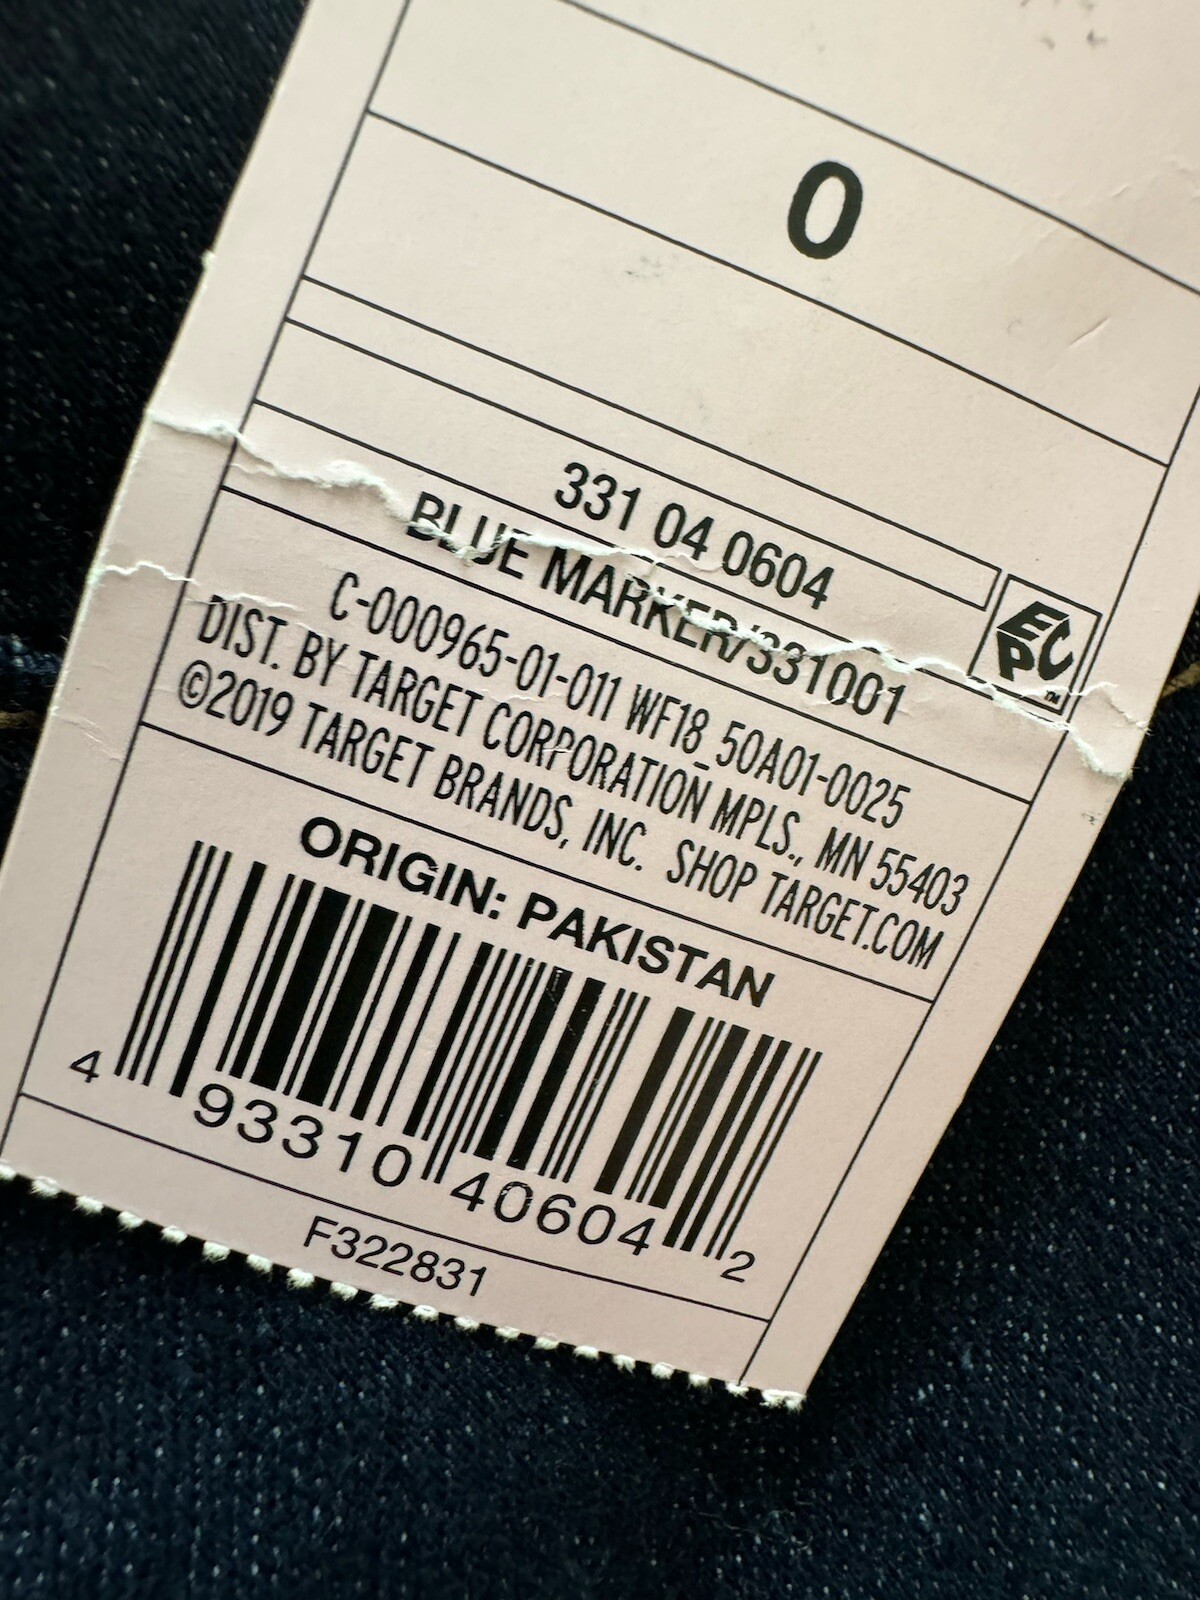 0
331 04 0604
BLUE MARKER/331001
EPC™
C-000965-01-011 WF18_50A01-0025
DIST. BY TARGET CORPORATION MPLS., MN 55403
©2019 TARGET BRANDS, INC. SHOP TARGET.COM
ORIGIN: PAKISTAN
4 93310 40604 2
F322831